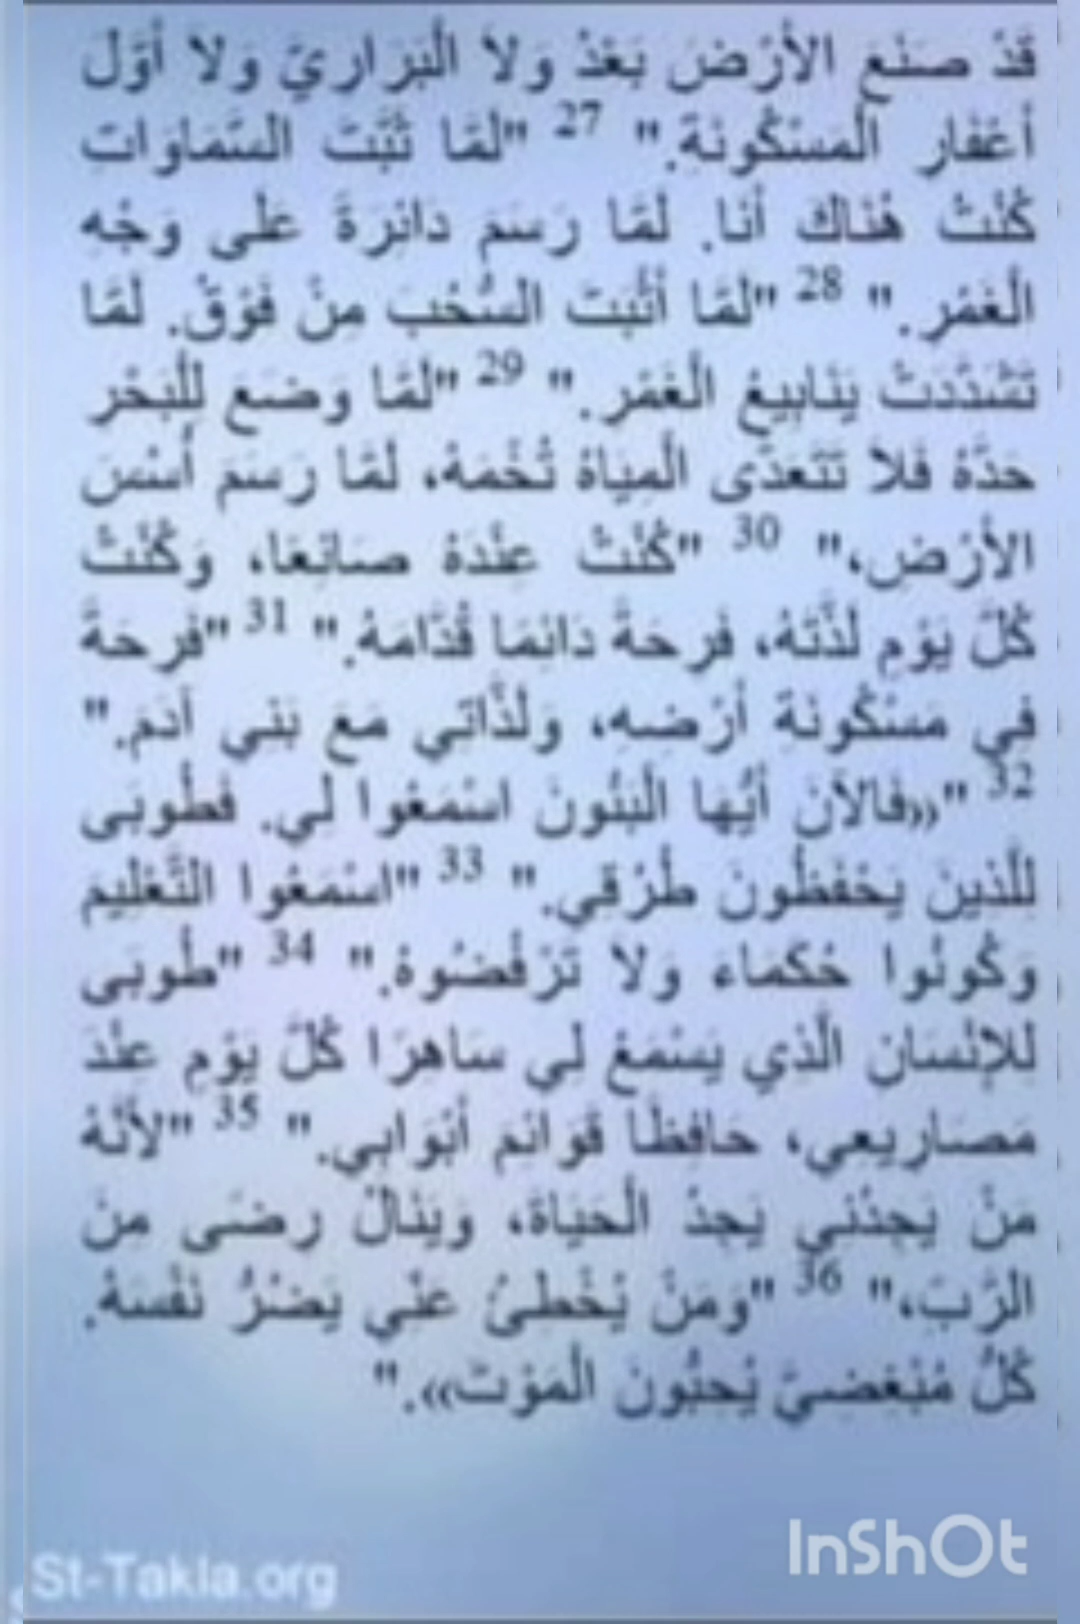 قَدْ صَنَعَ الأَرْضَ بَعْدُ وَلاَ الْبَرَارِيَّ وَلاَ أَوَّلَ
أَعْفَارِ الْمَسْكُونَةِ." 27 "لَمَّا ثَبَّتَ السَّمَاوَاتِ
كُنْتُ هُنَاكَ أَنَا. لَمَّا رَسَمَ دَائِرَةً عَلَى وَجْهِ
الْغَمْرِ." 28 "لَمَّا أَثْبَتَ السُّحُبَ مِنْ فَوْقُ. لَمَّا
تَشَدَّدَتْ يَنَابِيعُ الْغَمْرِ." 29 "لَمَّا وَضَعَ لِلْبَحْرِ
حَدَّهُ فَلاَ تَتَعَدَّى الْمِيَاهُ تُخْمَهُ، لَمَّا رَسَمَ أُسُسَ
الأَرْضِ،" 30 "كُنْتُ عِنْدَهُ صَانِعًا، وَكُنْتُ
كُلَّ يَوْمٍ لَذَّتَهُ، فَرِحَةً دَائِمًا قُدَّامَهُ." 31 "فَرِحَةً
فِي مَسْكُونَةِ أَرْضِهِ، وَلَذَّاتِي مَعَ بَنِي آدَمَ."
32 "«فَالآنَ أَيُّهَا الْبَنُونَ اسْمَعُوا لِي. فَطُوبَى
لِلَّذِينَ يَحْفَظُونَ طُرُقِي." 33 "اسْمَعُوا التَّعْلِيمَ
وَكُونُوا حُكَمَاءَ وَلاَ تَرْفُضُوهُ." 34 "طُوبَى
لِلإِنْسَانِ الَّذِي يَسْمَعُ لِي سَاهِرًا كُلَّ يَوْمٍ عِنْدَ
مَصَارِيعِي، حَافِظًا قَوَائِمَ أَبْوَابِي." 35 "لأَنَّهُ
مَنْ يَجِدُنِي يَجِدُ الْحَيَاةَ، وَيَنَالُ رِضًى مِنَ
الرَّبِّ،" 36 "وَمَنْ يُخْطِئُ عَنِّي يَضُرُّ نَفْسَهُ.
كُلُّ مُبْغِضِيَّ يُحِبُّونَ الْمَوْتَ»."
InShOt
St-Takla.org